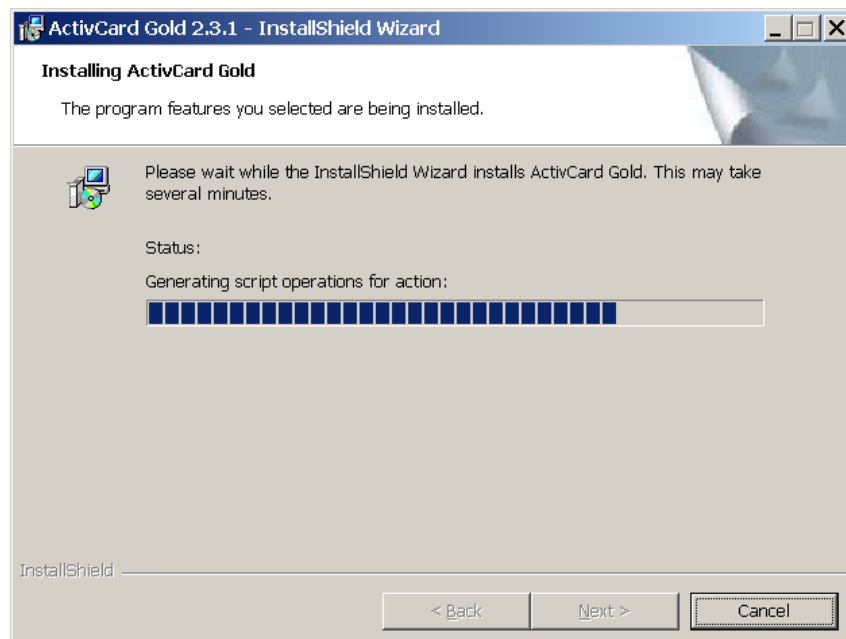 ActivCard Gold 2.3.1 - InstallShield Wizard
Installing ActivCard Gold
The program features you selected are being installed.
Please wait while the InstallShield Wizard installs ActivCard Gold. This may take
several minutes.
Status:
Generating script operations for action:
InstallShield
< Back Next > Cancel